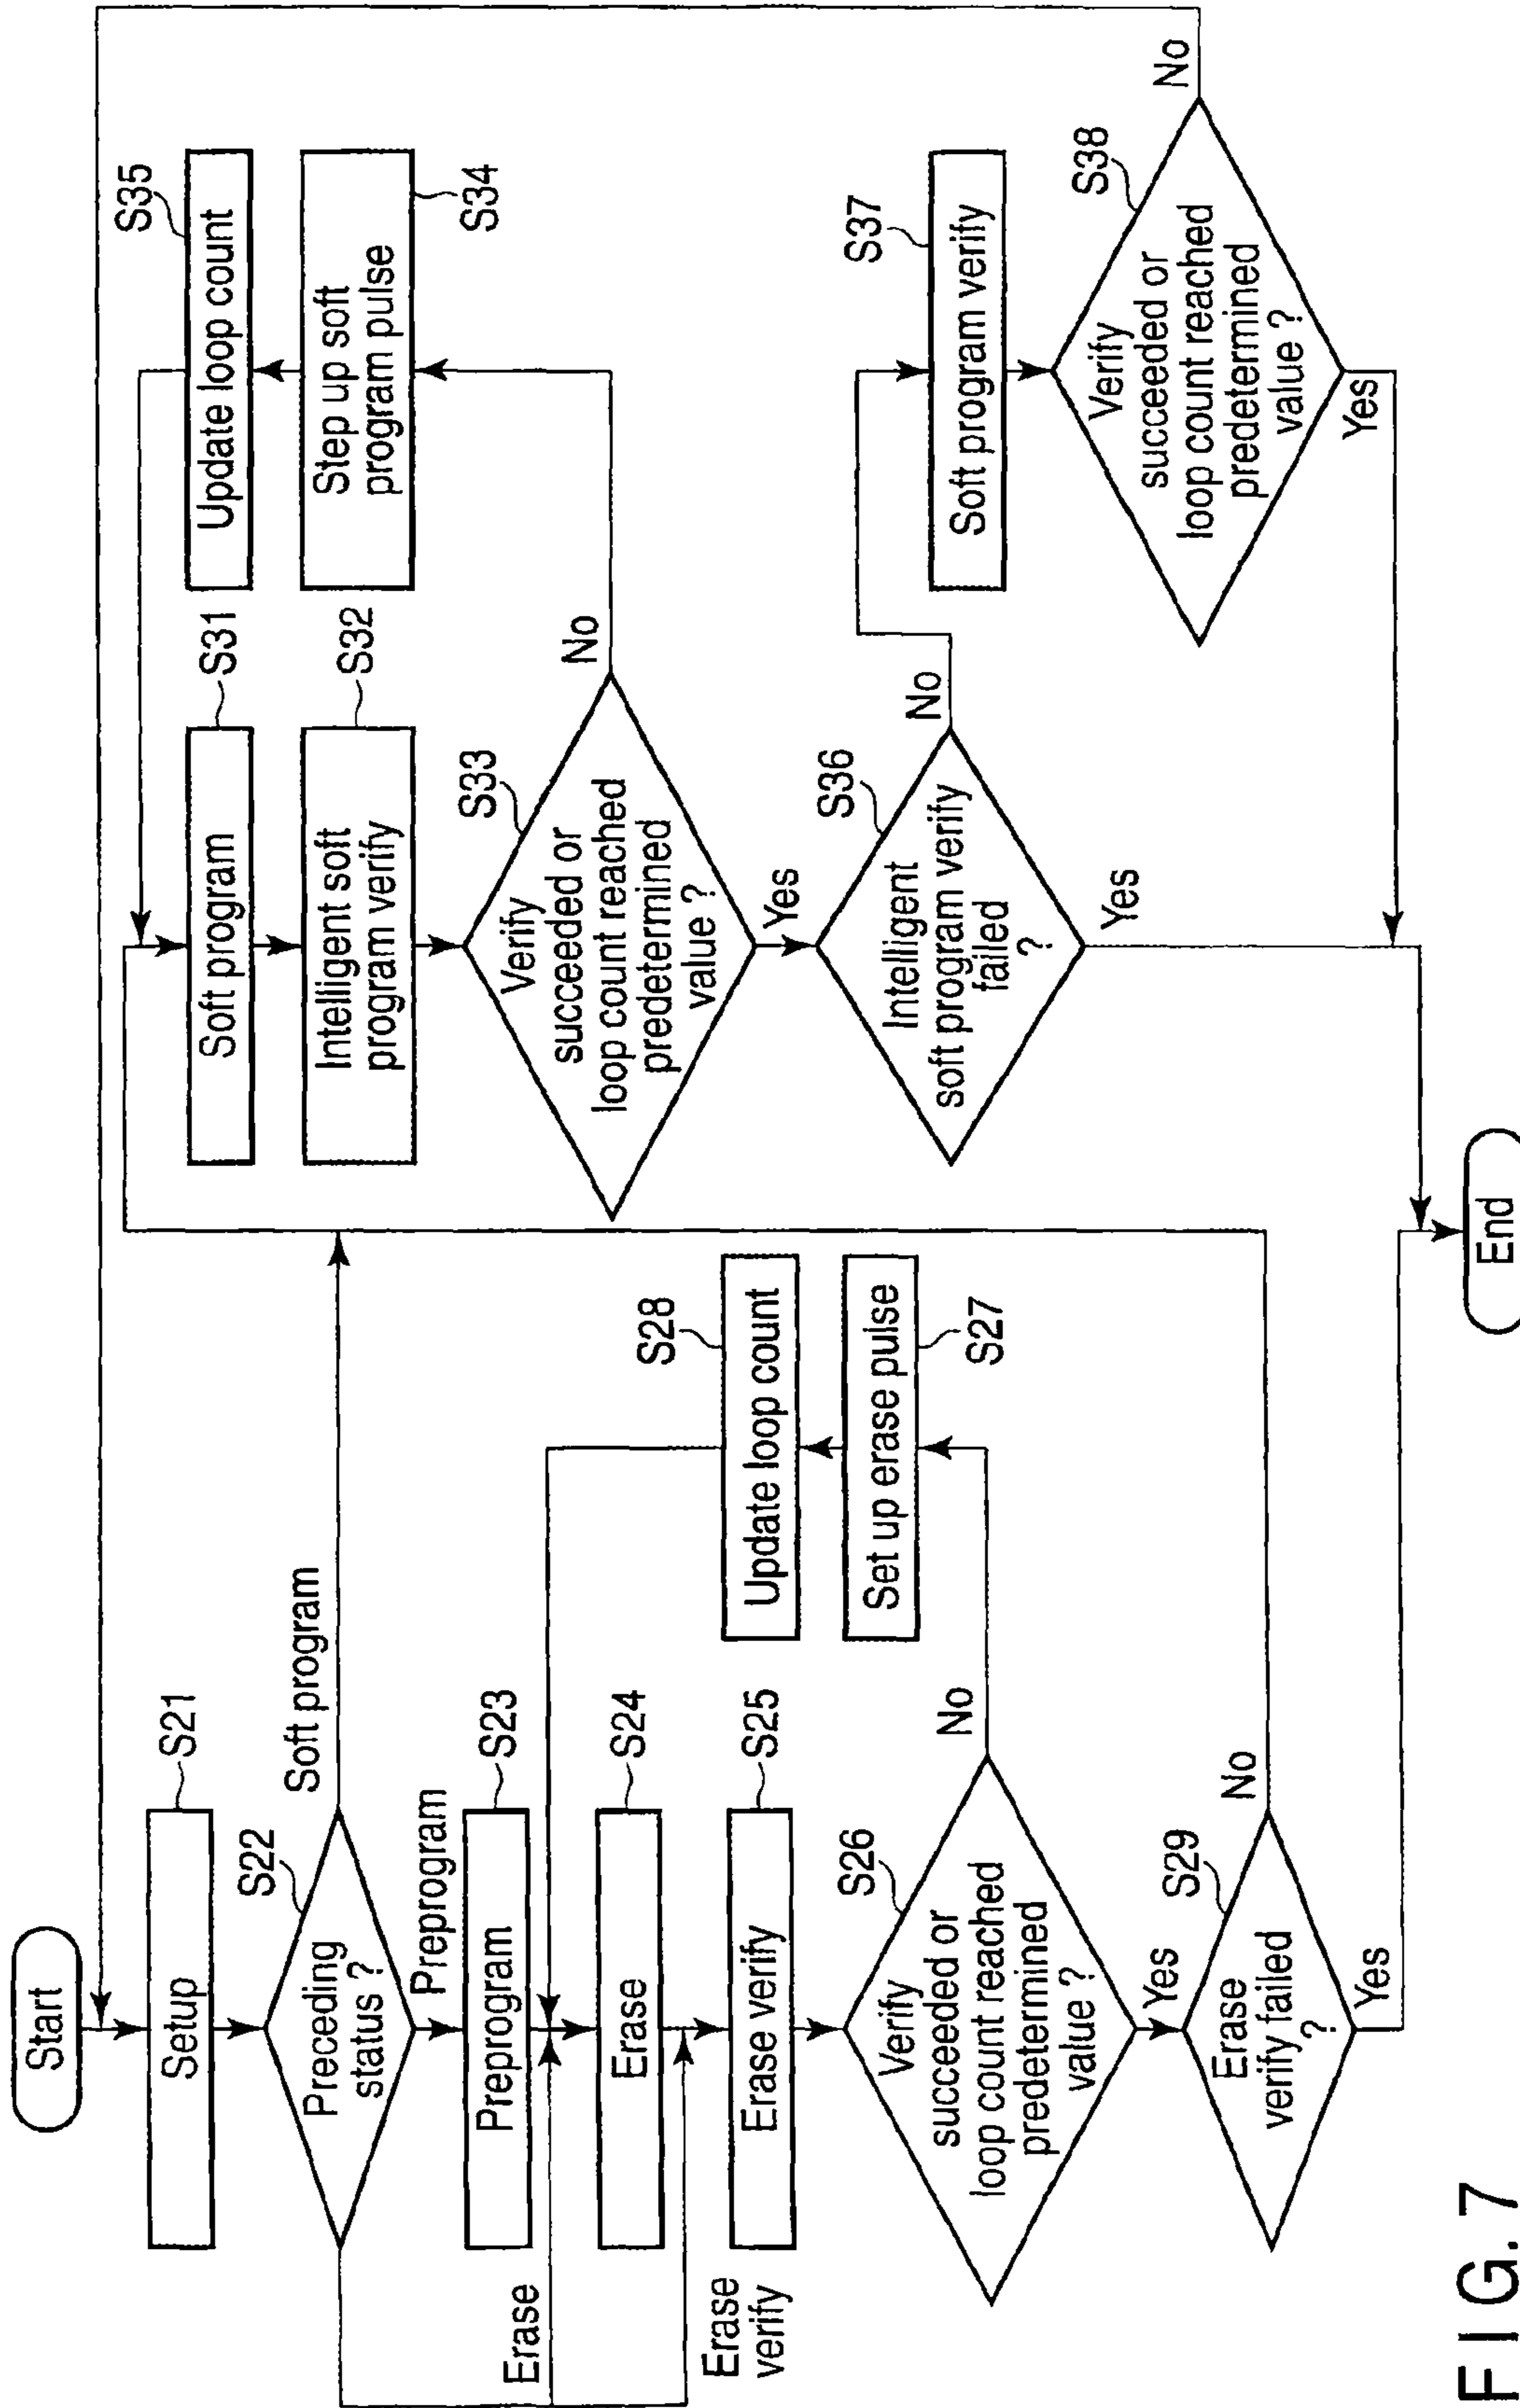 Start
Setup
S21
Preceding
status ?
S22
Soft program
Preprogram
Preprogram
S23
Erase
Erase
S24
Erase
verify
Erase verify
S25
Verify
succeeded or
loop count reached
predetermined
value ?
S26
No
Yes
Set up erase pulse
S27
Update loop count
S28
Erase
verify failed
?
S29
No
Yes
Soft program
S31
Intelligent soft
program verify
S32
Verify
succeeded or
loop count reached
predetermined
value ?
S33
No
Yes
Step up soft
program pulse
S34
Update loop count
S35
Intelligent
soft program verify
failed
?
S36
No
Yes
Soft program verify
S37
Verify
succeeded or
loop count reached
predetermined
value ?
S38
No
Yes
End
FIG. 7